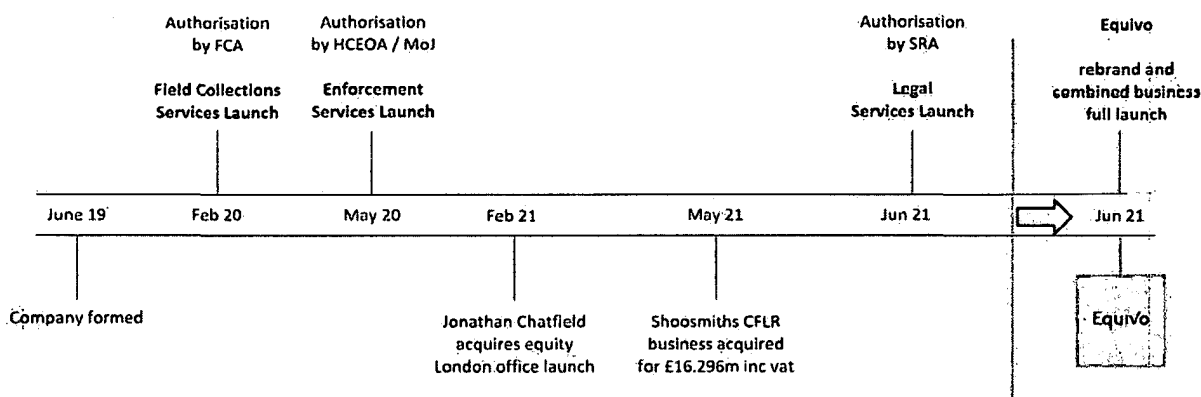 Authorisation
by FCA
Field Collections
Services Launch
Authorisation
by HCEOA / MoJ
Enforcement
Services Launch
Authorisation
by SRA
Legal
Services Launch
Equivo
rebrand and
combined business
full launch
June 19
Feb 20
May 20
Feb 21
May 21
Jun 21
Jun 21
Company formed
Jonathan Chatfield
acquires equity
London office launch
Shoosmiths CFLR
business acquired
for £16.296m inc vat
Equivo